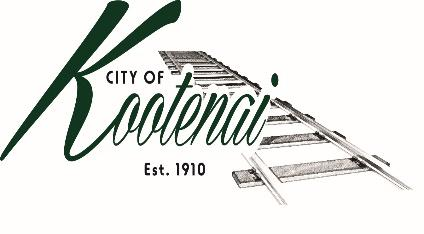 CITY OF
Kootenai
Est. 1910